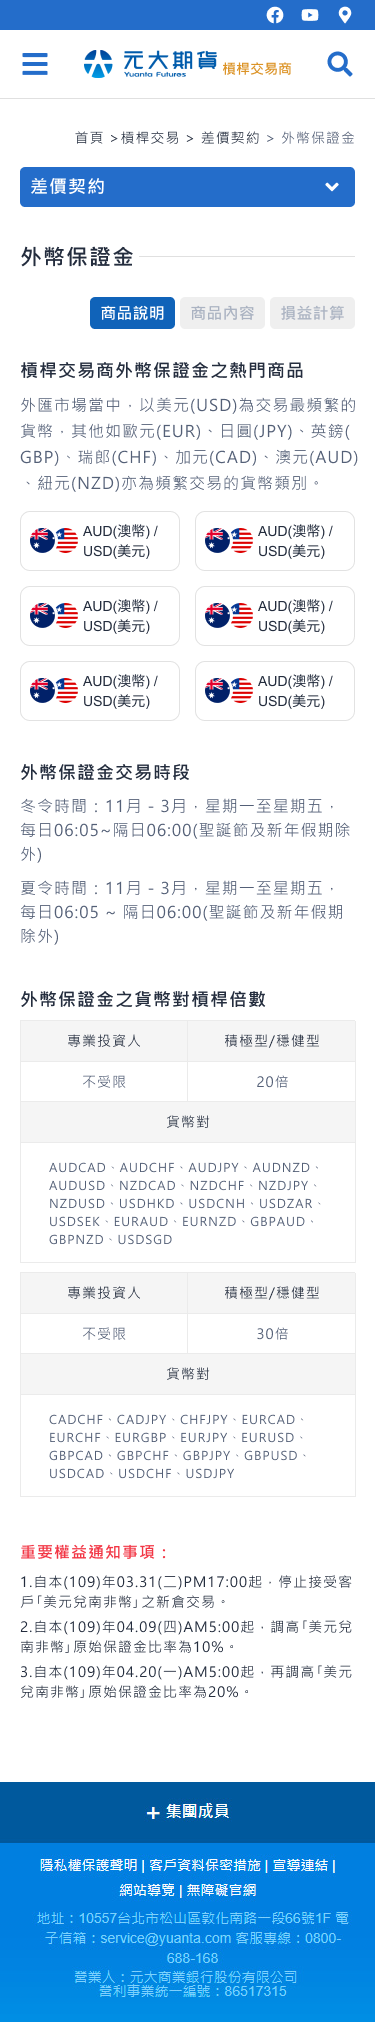 元大期貨
Yuanta Futures
槓桿交易商
首頁 >槓桿交易 > 差價契約 > 外幣保證金
差價契約
外幣保證金
商品說明 商品內容 損益計算
槓桿交易商外幣保證金之熱門商品
外匯市場當中，以美元(USD)為交易最頻繁的
貨幣，其他如歐元(EUR)、日圓(JPY)、英鎊(
GBP)、瑞郎(CHF)、加元(CAD)、澳元(AUD)
、紐元(NZD)亦為頻繁交易的貨幣類別。
AUD(澳幣) /
USD(美元)
AUD(澳幣) /
USD(美元)
AUD(澳幣) /
USD(美元)
AUD(澳幣) /
USD(美元)
AUD(澳幣) /
USD(美元)
AUD(澳幣) /
USD(美元)
外幣保證金交易時段
冬令時間：11月 - 3月，星期一至星期五，
每日06:05~隔日06:00(聖誕節及新年假期除
外)
夏令時間：11月 - 3月，星期一至星期五，
每日06:05 ~ 隔日06:00(聖誕節及新年假期
除外)
外幣保證金之貨幣對槓桿倍數
專業投資人 積極型/穩健型
不受限 20倍
貨幣對
AUDCAD、AUDCHF、AUDJPY、AUDNZD、
AUDUSD、NZDCAD、NZDCHF、NZDJPY、
NZDUSD、USDHKD、USDCNH、USDZAR、
USDSEK、EURAUD、EURNZD、GBPAUD、
GBPNZD、USDSGD
專業投資人 積極型/穩健型
不受限 30倍
貨幣對
CADCHF、CADJPY、CHFJPY、EURCAD、
EURCHF、EURGBP、EURJPY、EURUSD、
GBPCAD、GBPCHF、GBPJPY、GBPUSD、
USDCAD、USDCHF、USDJPY
重要權益通知事項：
1.自本(109)年03.31(二)PM17:00起，停止接受客
戶「美元兌南非幣」之新倉交易。
2.自本(109)年04.09(四)AM5:00起，調高「美元兌
南非幣」原始保證金比率為10%。
3.自本(109)年04.20(一)AM5:00起，再調高「美元
兌南非幣」原始保證金比率為20%。
+ 集團成員
隱私權保護聲明 | 客戶資料保密措施 | 宣導連結 |
網站導覽 | 無障礙官網
地址：10557台北市松山區敦化南路一段66號1F 電
子信箱：service@yuanta.com 客服專線：0800-
688-168
營業人：元大商業銀行股份有限公司
營利事業統一編號：86517315